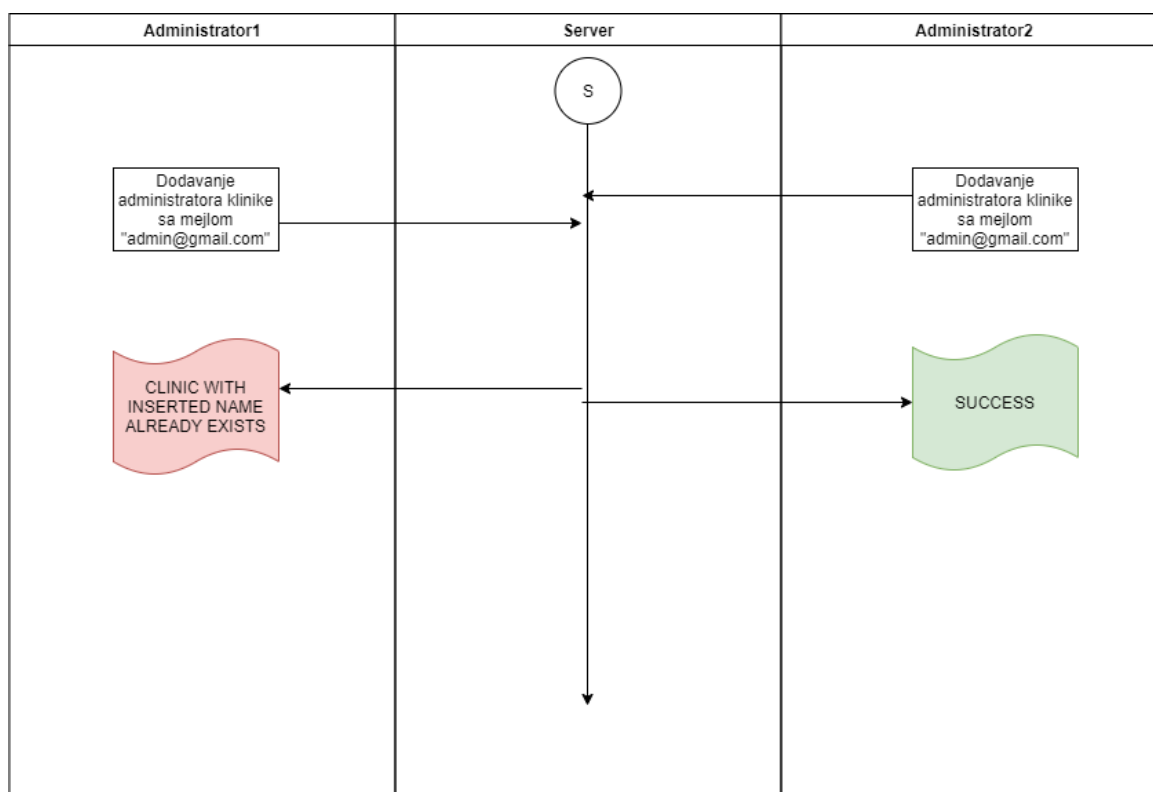 Administrator1
Server
Administrator2
S
Dodavanje
administratora klinike
sa mejlom
"admin@gmail.com"
Dodavanje
administratora klinike
sa mejlom
"admin@gmail.com"
CLINIC WITH
INSERTED NAME
ALREADY EXISTS
SUCCESS